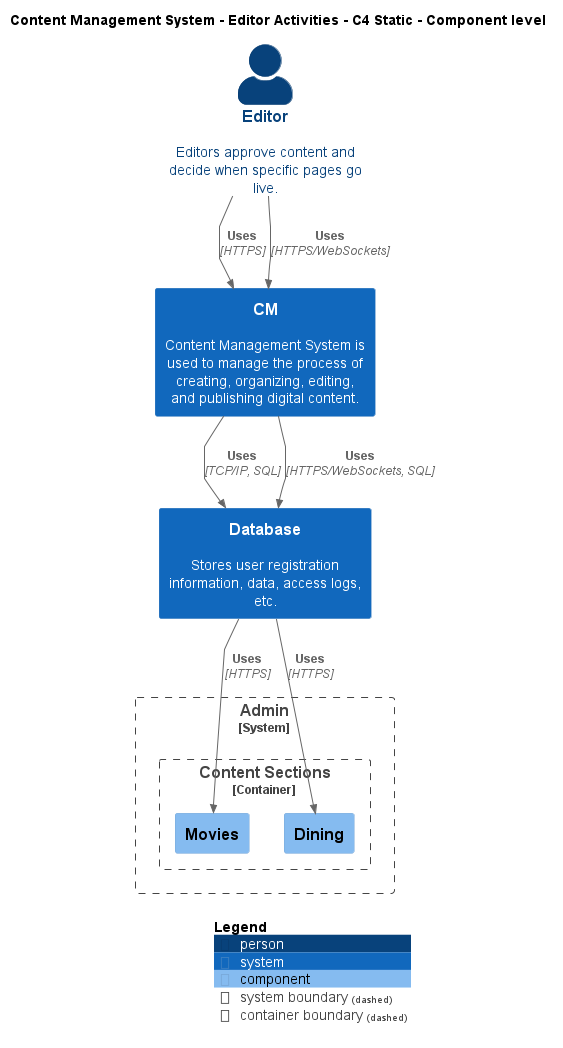 Content Management System - Editor Activities - C4 Static - Component level
Editor
Editors approve content and
decide when specific pages go
live.
Uses
[HTTPS]
Uses
[HTTPS/WebSockets]
CM
Content Management System is
used to manage the process of
creating, organizing, editing,
and publishing digital content.
Uses
[TCP/IP, SQL]
Uses
[HTTPS/WebSockets, SQL]
Database
Stores user registration
information, data, access logs,
etc.
Uses
[HTTPS]
Uses
[HTTPS]
Admin
[System]
Content Sections
[Container]
Movies
Dining
Legend
person
system
component
system boundary (dashed)
container boundary (dashed)